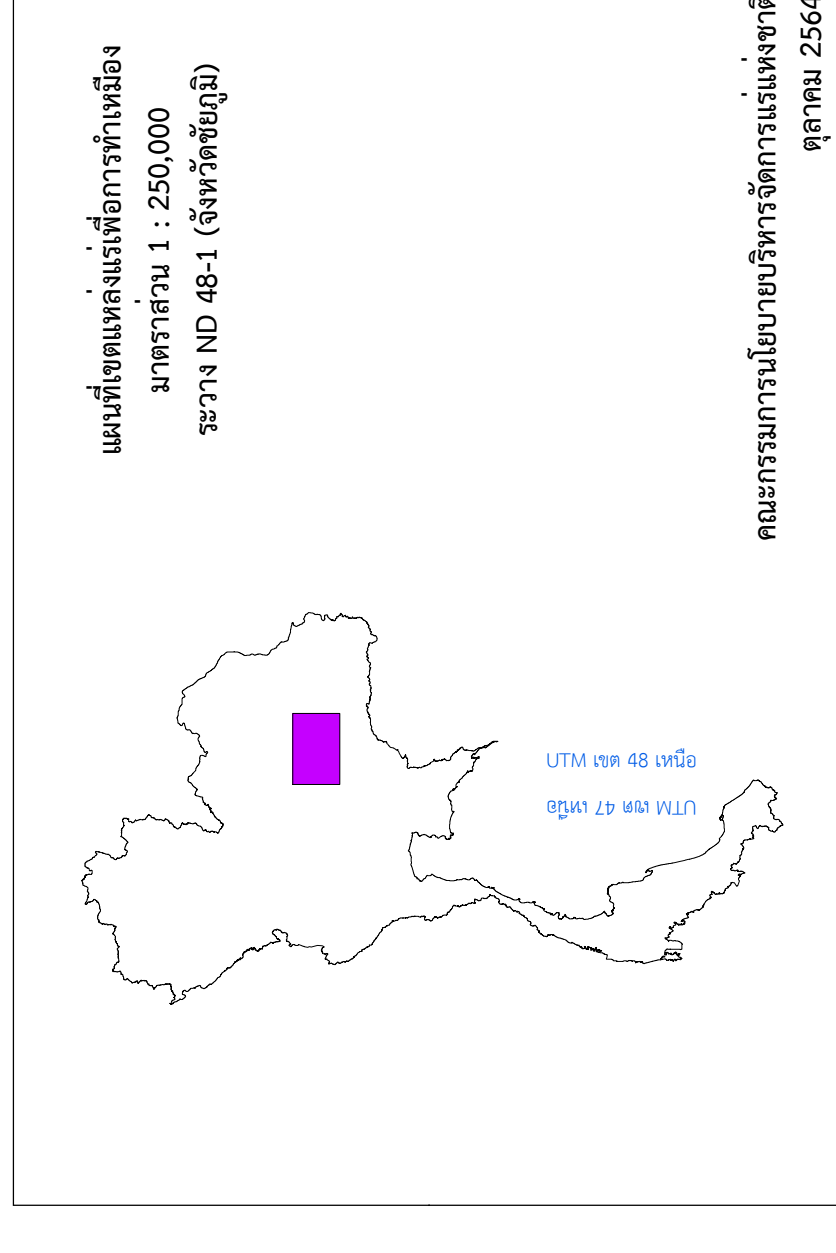 แผนที่เขตแหล่งแร่เพื่อการทำเหมือง
มาตราส่วน 1 : 250,000
ระวาง ND 48-1 (จังหวัดชัยภูมิ)
UTM เขต 48 เหนือ
UTM เขต 47 เหนือ
คณะกรรมการนโยบายบริหารจัดการแร่แห่งชาติ
ตุลาคม 2564